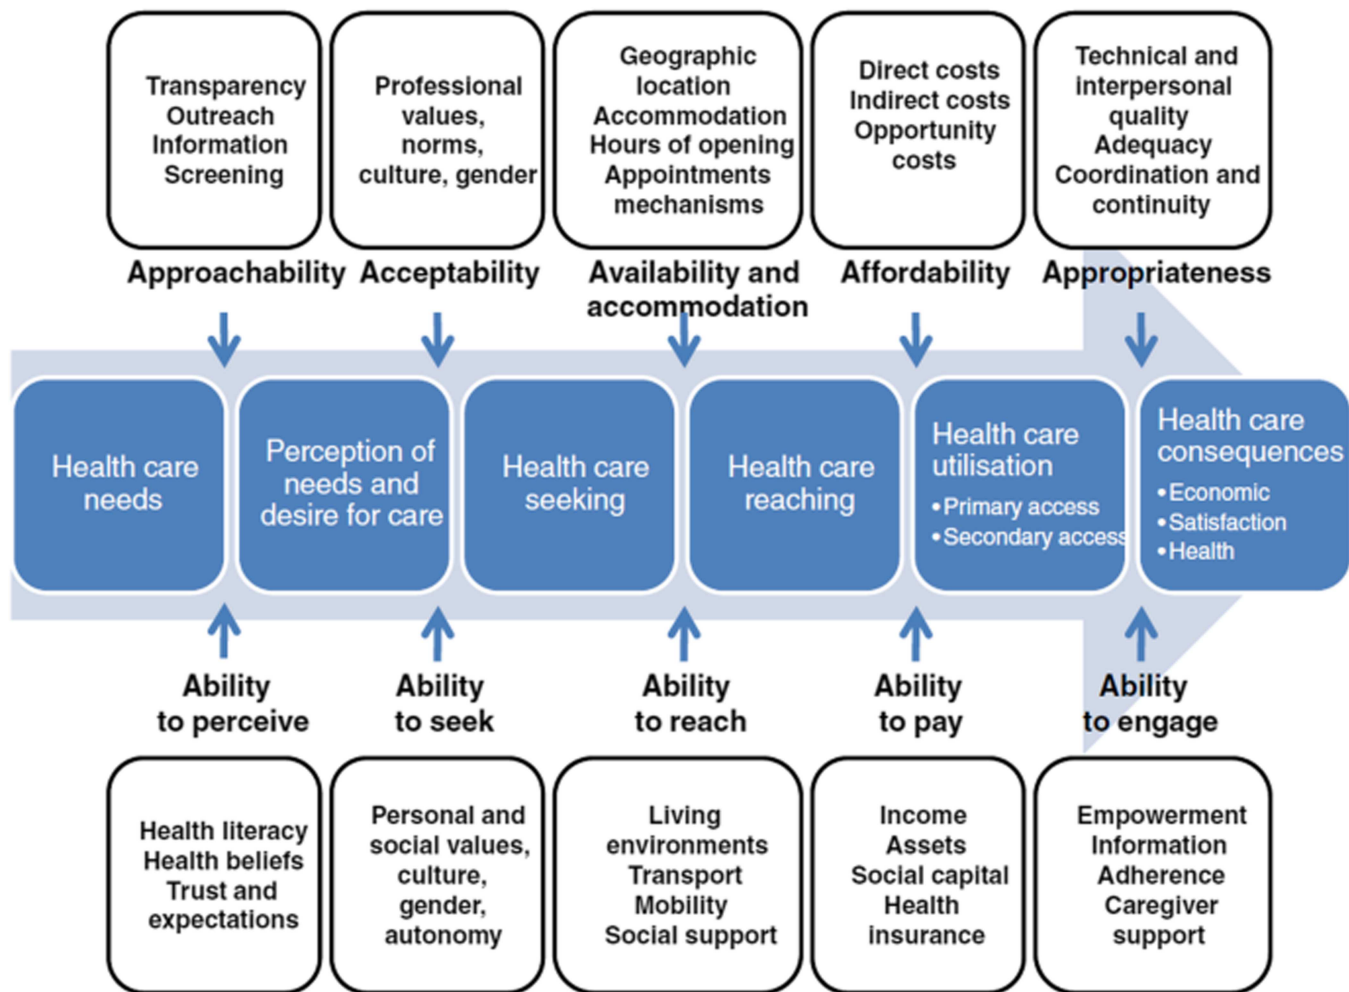 Transparency
Outreach
Information
Screening
Professional
values,
norms,
culture, gender
Geographic
location
Accommodation
Hours of opening
Appointments
mechanisms
Direct costs
Indirect costs
Opportunity
costs
Technical and
interpersonal
quality
Adequacy
Coordination and
continuity
Approachability
Acceptability
Availability and
accommodation
Affordability
Appropriateness
Health care
needs
Perception of
needs and
desire for care
Health care
seeking
Health care
reaching
Health care
utilisation
•Primary access
•Secondary access
Health care
consequences
•Economic
•Satisfaction
•Health
Ability
to perceive
Ability
to seek
Ability
to reach
Ability
to pay
Ability
to engage
Health literacy
Health beliefs
Trust and
expectations
Personal and
social values,
culture,
gender,
autonomy
Living
environments
Transport
Mobility
Social support
Income
Assets
Social capital
Health
insurance
Empowerment
Information
Adherence
Caregiver
support